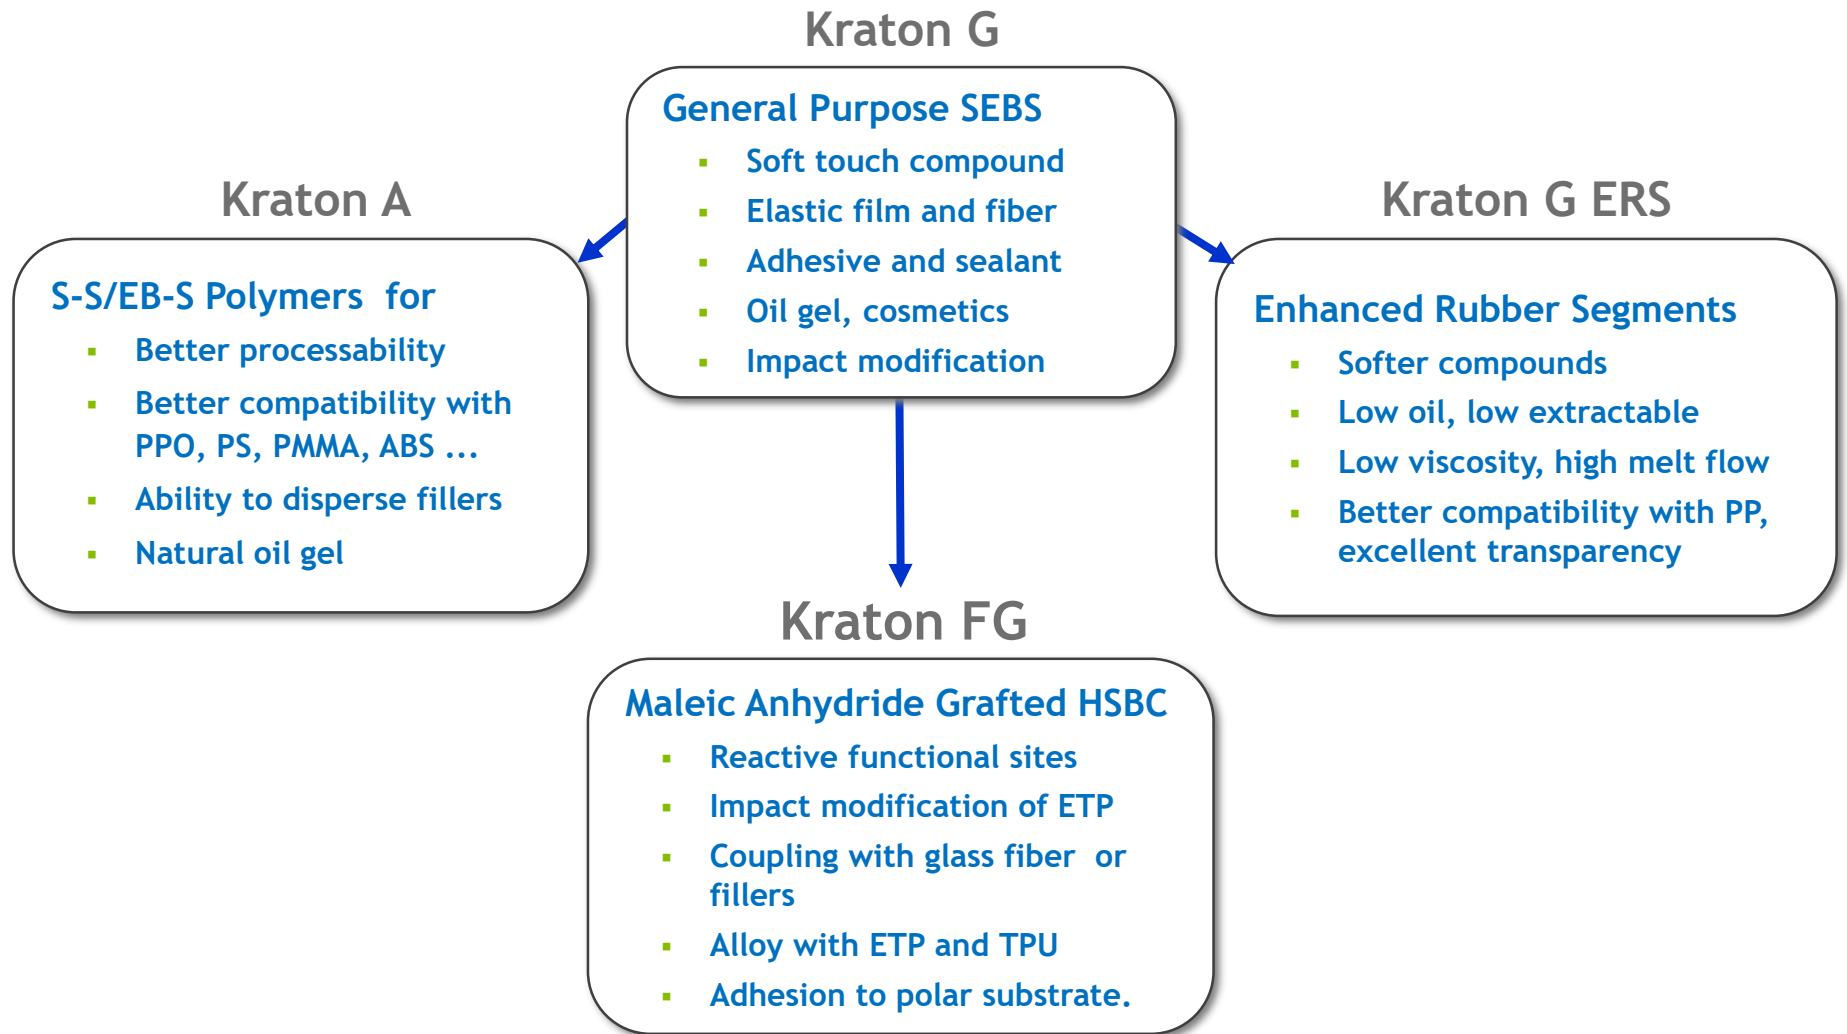 Kraton G
General Purpose SEBS
▪ Soft touch compound
▪ Elastic film and fiber
▪ Adhesive and sealant
▪ Oil gel, cosmetics
▪ Impact modification
Kraton A
S-S/EB-S Polymers for
▪ Better processability
▪ Better compatibility with
PPO, PS, PMMA, ABS ...
▪ Ability to disperse fillers
▪ Natural oil gel
Kraton G ERS
Enhanced Rubber Segments
▪ Softer compounds
▪ Low oil, low extractable
▪ Low viscosity, high melt flow
▪ Better compatibility with PP,
excellent transparency
Kraton FG
Maleic Anhydride Grafted HSBC
▪ Reactive functional sites
▪ Impact modification of ETP
▪ Coupling with glass fiber or
fillers
▪ Alloy with ETP and TPU
▪ Adhesion to polar substrate.